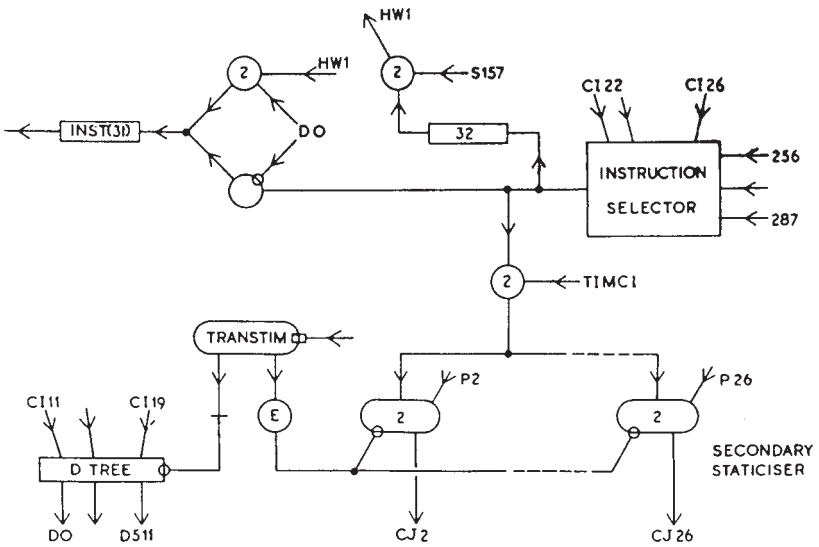 HW1
2
HW1
2
S157
CI22
CI26
INST(31)
DO
32
256
INSTRUCTION
SELECTOR
287
2
TIMC1
TRANSTIM
P2
P26
CI11
CI19
E
2
2
D TREE
SECONDARY
STATICISER
DO
D511
CJ2
CJ26